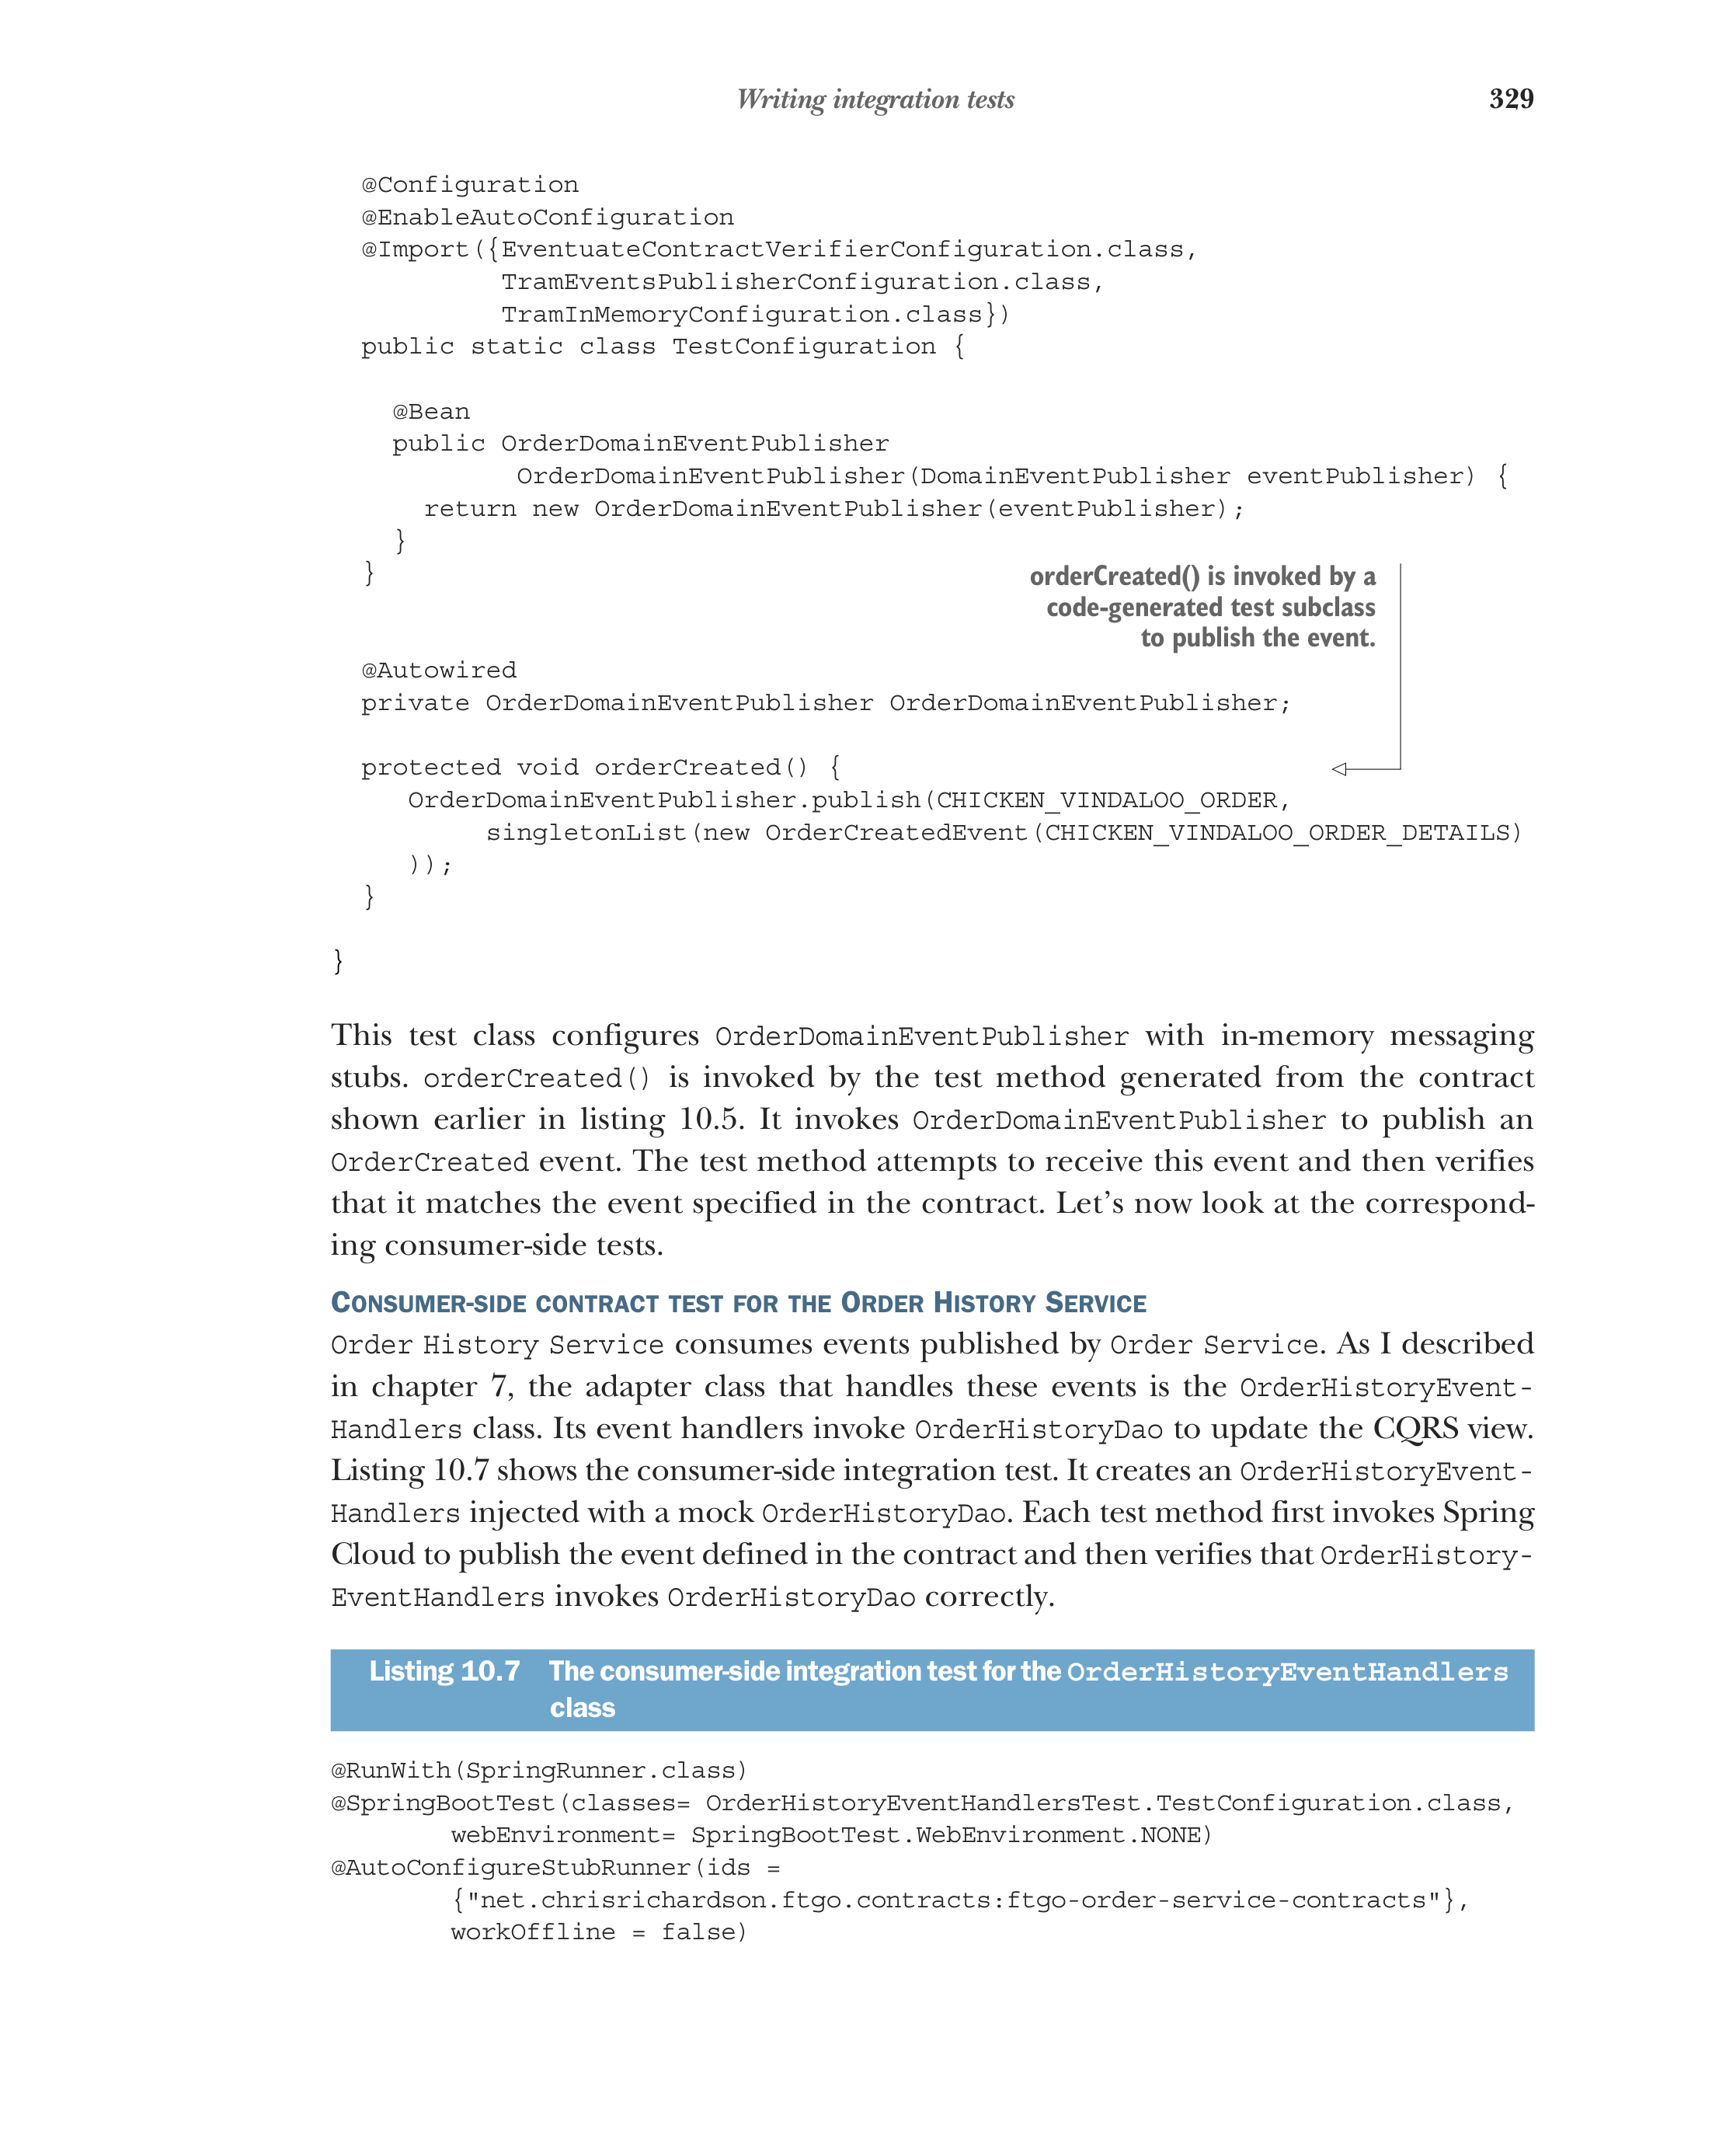 Writing integration tests 329
@Configuration
@EnableAutoConfiguration
@Import({EventuateContractVerifierConfiguration.class,
TramEventsPublisherConfiguration.class,
TramInMemoryConfiguration.class})
public static class TestConfiguration {
@Bean
public OrderDomainEventPublisher
OrderDomainEventPublisher(DomainEventPublisher eventPublisher) {
return new OrderDomainEventPublisher(eventPublisher);
}
}
orderCreated() is invoked by a
code-generated test subclass
to publish the event.
@Autowired
private OrderDomainEventPublisher OrderDomainEventPublisher;
protected void orderCreated() {
OrderDomainEventPublisher.publish(CHICKEN_VINDALOO_ORDER,
singletonList(new OrderCreatedEvent(CHICKEN_VINDALOO_ORDER_DETAILS)
));
}
}
This test class configures OrderDomainEventPublisher with in-memory messaging
stubs. orderCreated() is invoked by the test method generated from the contract
shown earlier in listing 10.5. It invokes OrderDomainEventPublisher to publish an
OrderCreated event. The test method attempts to receive this event and then verifies
that it matches the event specified in the contract. Let's now look at the correspond-
ing consumer-side tests.
CONSUMER-SIDE CONTRACT TEST FOR THE ORDER HISTORY SERVICE
Order History Service consumes events published by Order Service. As I described
in chapter 7, the adapter class that handles these events is the OrderHistoryEvent-
Handlers class. Its event handlers invoke OrderHistoryDao to update the CQRS view.
Listing 10.7 shows the consumer-side integration test. It creates an OrderHistoryEvent-
Handlers injected with a mock OrderHistoryDao. Each test method first invokes Spring
Cloud to publish the event defined in the contract and then verifies that OrderHistory-
EventHandlers invokes OrderHistoryDao correctly.
Listing 10.7 The consumer-side integration test for the OrderHistoryEventHandlers
class
@RunWith(SpringRunner.class)
@SpringBootTest(classes= OrderHistoryEventHandlersTest.TestConfiguration.class,
webEnvironment= SpringBootTest.WebEnvironment.NONE)
@AutoConfigureStubRunner(ids =
{"net.chrisrichardson.ftgo.contracts:ftgo-order-service-contracts"},
workOffline = false)